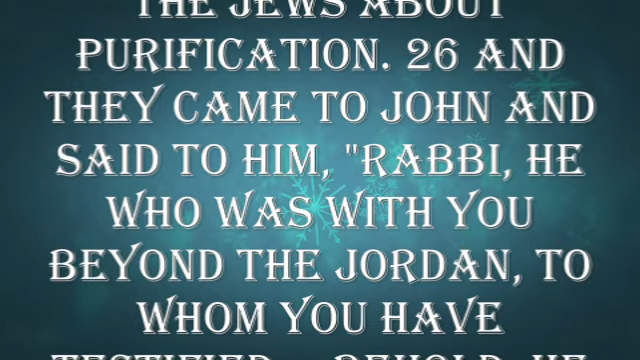 THE JEWS ABOUT
PURIFICATION. 26 AND
THEY CAME TO JOHN AND
SAID TO HIM, "RABBI, HE
WHO WAS WITH YOU
BEYOND THE JORDAN, TO
WHOM YOU HAVE
TESTIFIED